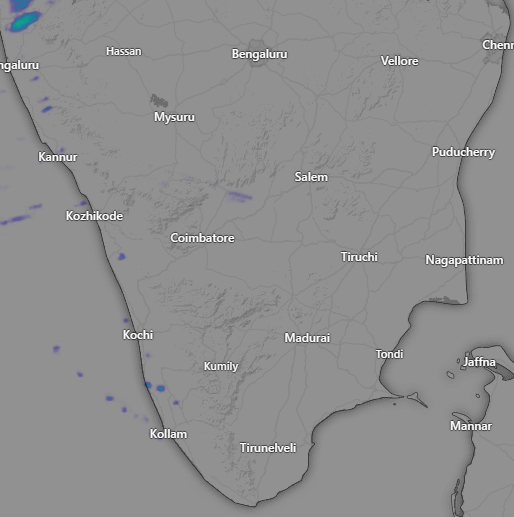 Hassan
Bengaluru
Chenn
Vellore
ngaluru
Mysuru
Puducherry
Kannur
Salem
Kozhikode
Coimbatore
Tiruchi
Nagapattinam
Kochi
Madurai
Tondi
Jaffna
Kumily
Mannar
Kollam
Tirunelveli